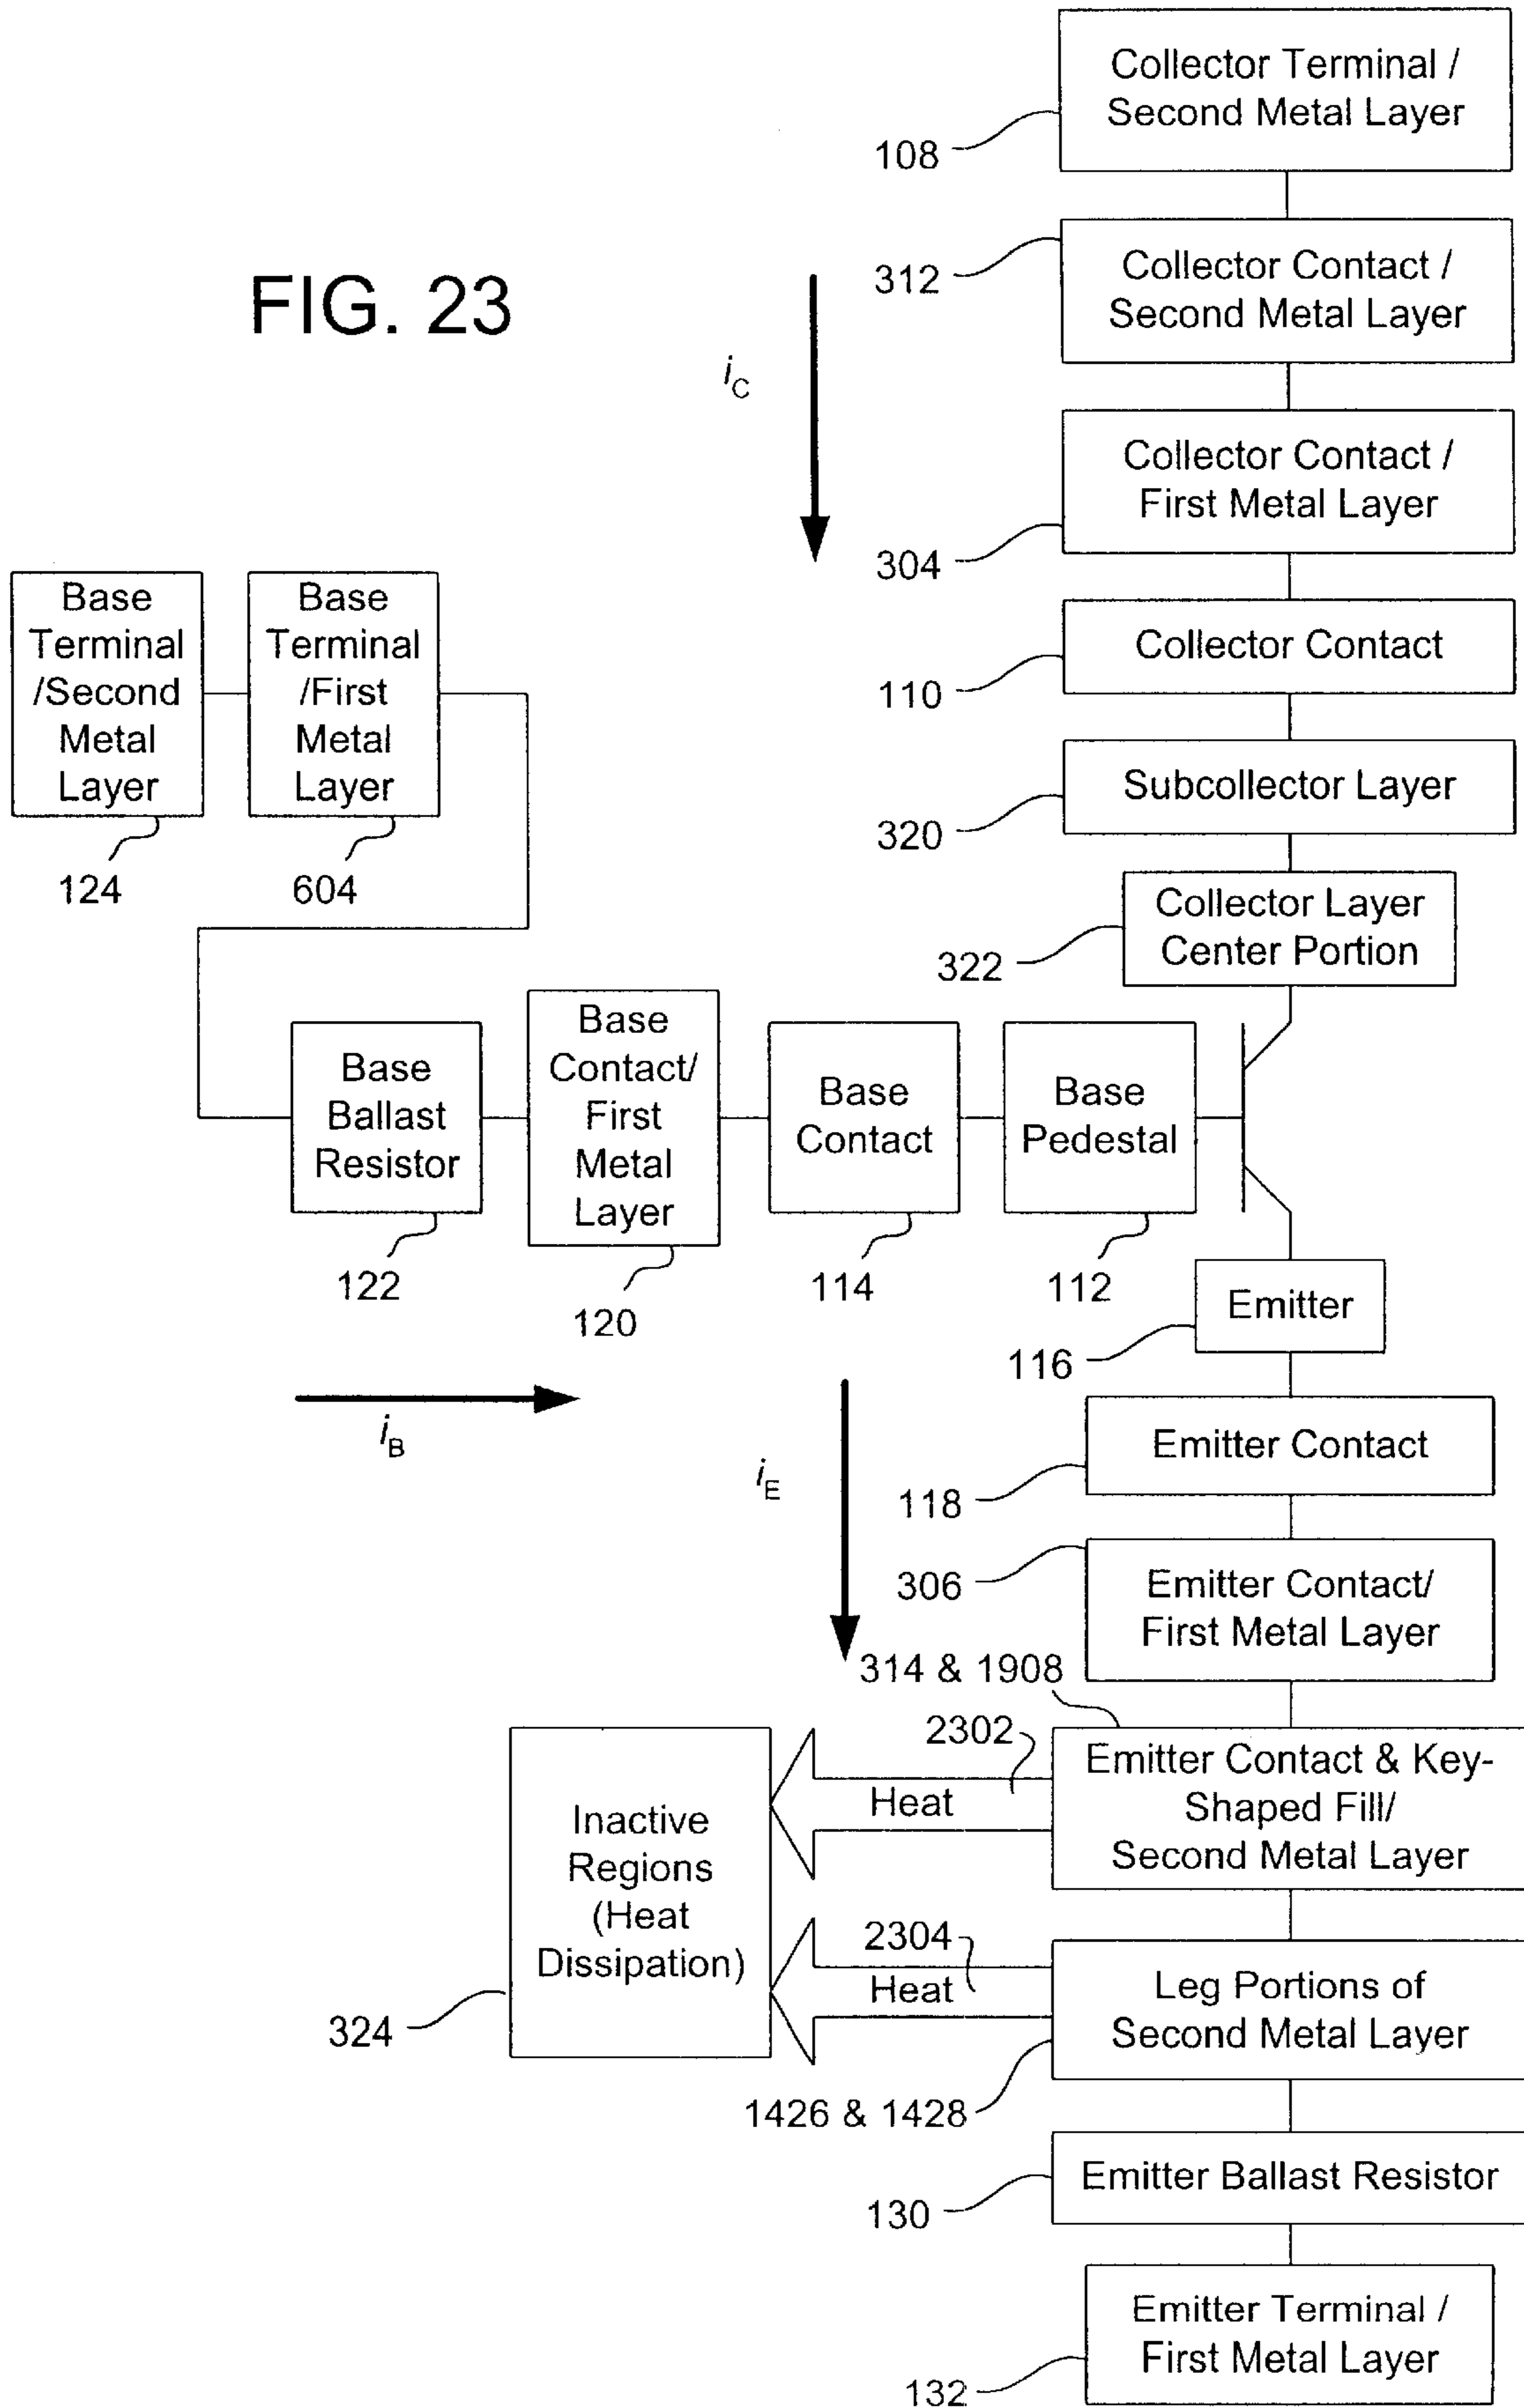 Collector Terminal /
Second Metal Layer
108
Collector Contact /
Second Metal Layer
312
FIG. 23
iC
Collector Contact /
First Metal Layer
304
Collector Contact
110
Subcollector Layer
320
Collector Layer
Center Portion
322
Base
Terminal
/Second
Metal
Layer
124
Base
Terminal
/First
Metal
Layer
604
Base
Ballast
Resistor
122
Base
Contact/
First
Metal
Layer
120
Base
Contact
114
Base
Pedestal
112
Emitter
116
iB
iE
Emitter Contact
118
Emitter Contact/
First Metal Layer
306
314 & 1908
Emitter Contact & Key-
Shaped Fill/
Second Metal Layer
2302
Heat
Inactive
Regions
(Heat
Dissipation)
324
2304
Heat
Leg Portions of
Second Metal Layer
1426 & 1428
Emitter Ballast Resistor
130
Emitter Terminal /
First Metal Layer
132